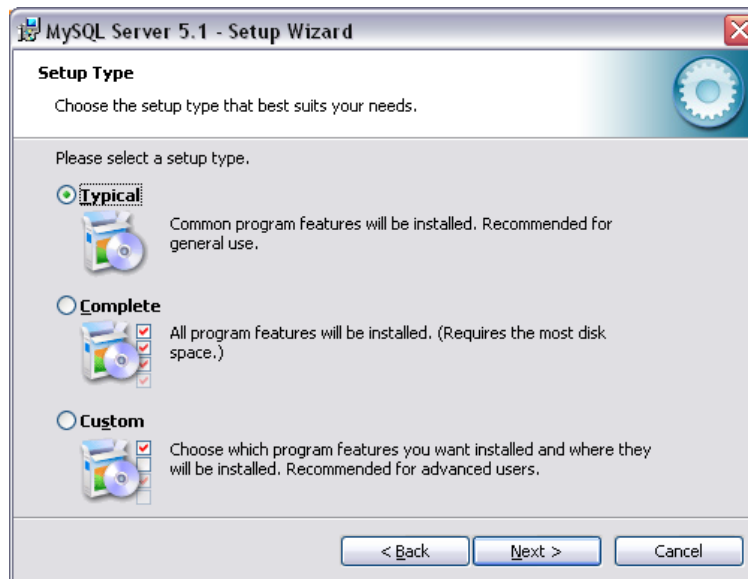 MySQL Server 5.1 - Setup Wizard
Setup Type
Choose the setup type that best suits your needs.
Please select a setup type.
Typical
Common program features will be installed. Recommended for
general use.
Complete
All program features will be installed. (Requires the most disk
space.)
Custom
Choose which program features you want installed and where they
will be installed. Recommended for advanced users.
< Back
Next >
Cancel